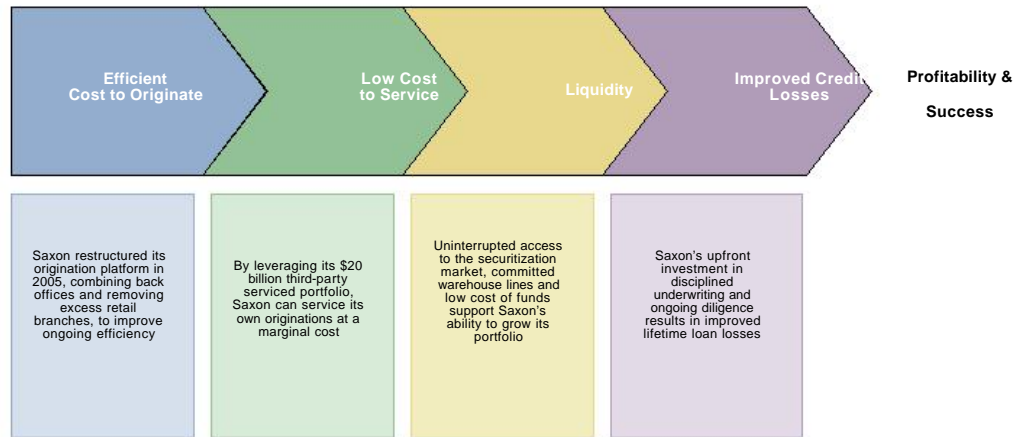 Efficient
Cost to Originate
Low Cost
to Service
Liquidity
Improved Credit
Losses
Profitability &
Success
Saxon restructured its
origination platform in
2005, combining back
offices and removing
excess retail
branches, to improve
ongoing efficiency
By leveraging its $20
billion third-party
serviced portfolio,
Saxon can service its
own originations at a
marginal cost
Uninterrupted access
to the securitization
market, committed
warehouse lines and
low cost of funds
support Saxon’s
ability to grow its
portfolio
Saxon’s upfront
investment in
disciplined
underwriting and
ongoing diligence
results in improved
lifetime loan losses